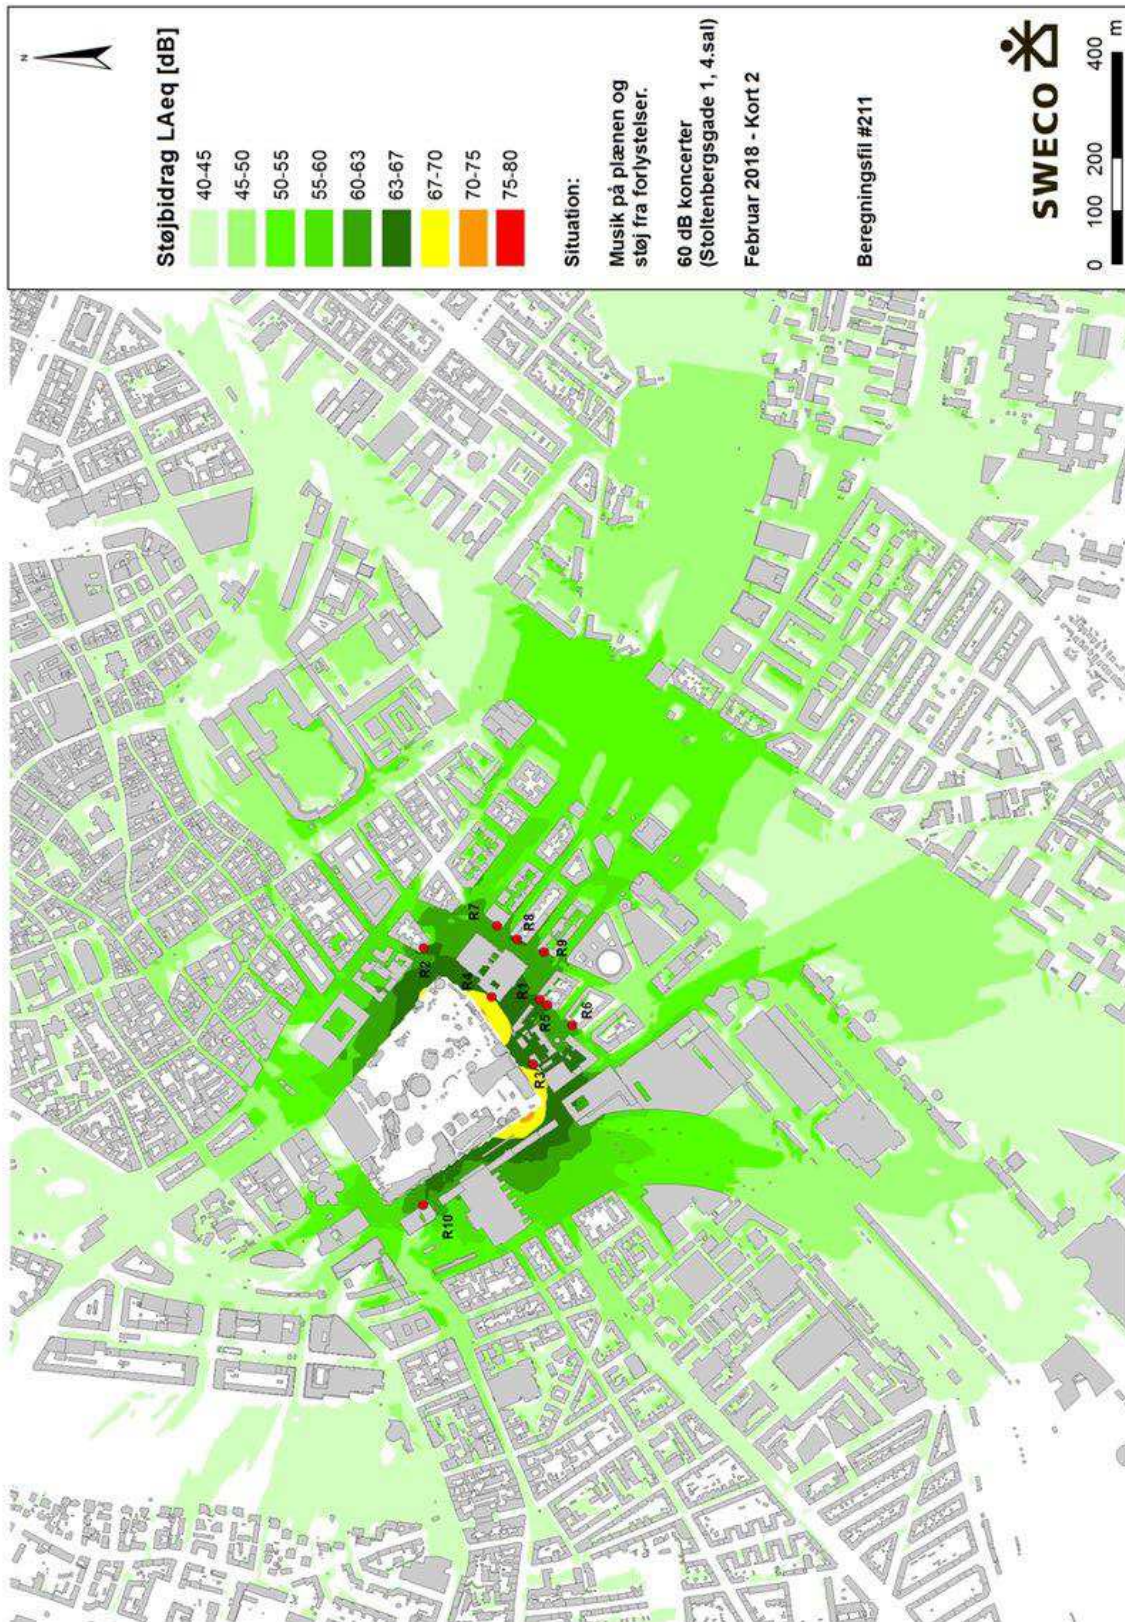 N
Støjbidrag LAeq [dB]
40-45
45-50
50-55
55-60
60-63
63-67
67-70
70-75
75-80
Situation:
Musik på plænen og
støj fra forlystelser.
60 dB koncerter
(Stoltenbergsgade 1, 4.sal)
Februar 2018 - Kort 2
Beregningsfil #211
SWECO
0 100 200 400
m
R2
R7
R4
R8
R1
R9
R5
R6
R3
R10